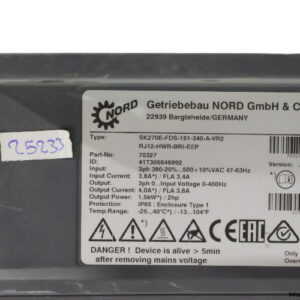 25233
NORD
Getriebebau NORD GmbH & C
22939 Bargteheide/GERMANY
Type: SK270E-FDS-151-340-A-VR2
RJ12-HWR-BRI-EEP
Part No: 70327
ID: 41T305646992
Input: 3ph 380-20%...500+10%VAC 47-63Hz
Current: 3,8A*) / FLA 3.4A
Output Voltage: 3ph 0...Input Voltage 0-400Hz
Output Current: 4,0A*) / FLA 3,6A
Output Power: 1,5kW*) / 2hp
Protection: IP65 / Enclosure Type 1
Temp. Range: -25...40°C*) / -13...104°F
EAC
DANGER ! - Device is alive > 5min
after removing mains voltage